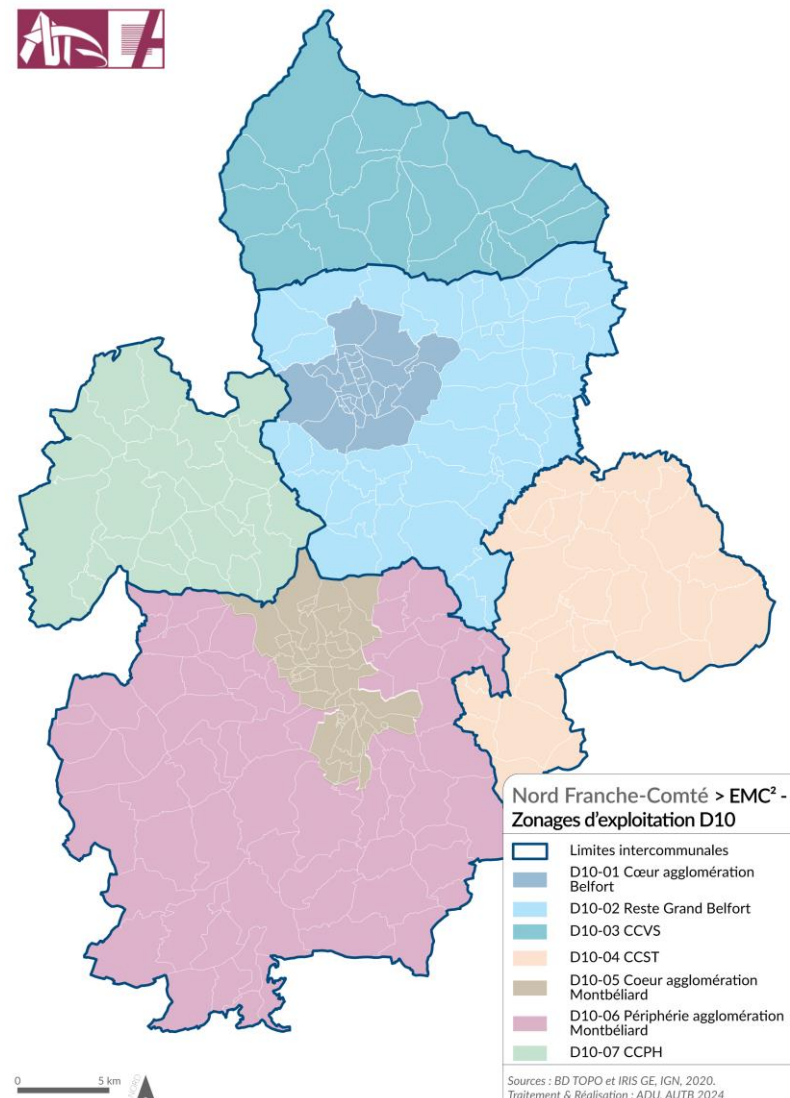 AUTB
Nord Franche-Comté > EMC² -
Zonages d'exploitation D10
Limites intercommunales
D10-01 Cœur agglomération
Belfort
D10-02 Reste Grand Belfort
D10-03 CCVS
D10-04 CCST
D10-05 Coeur agglomération
Montbéliard
D10-06 Périphérie agglomération
Montbéliard
D10-07 CCPH
0 5 km
NORD
Sources : BD TOPO et IRIS GE, IGN, 2020.
Traitement & Réalisation : ADU, AUTB 2024